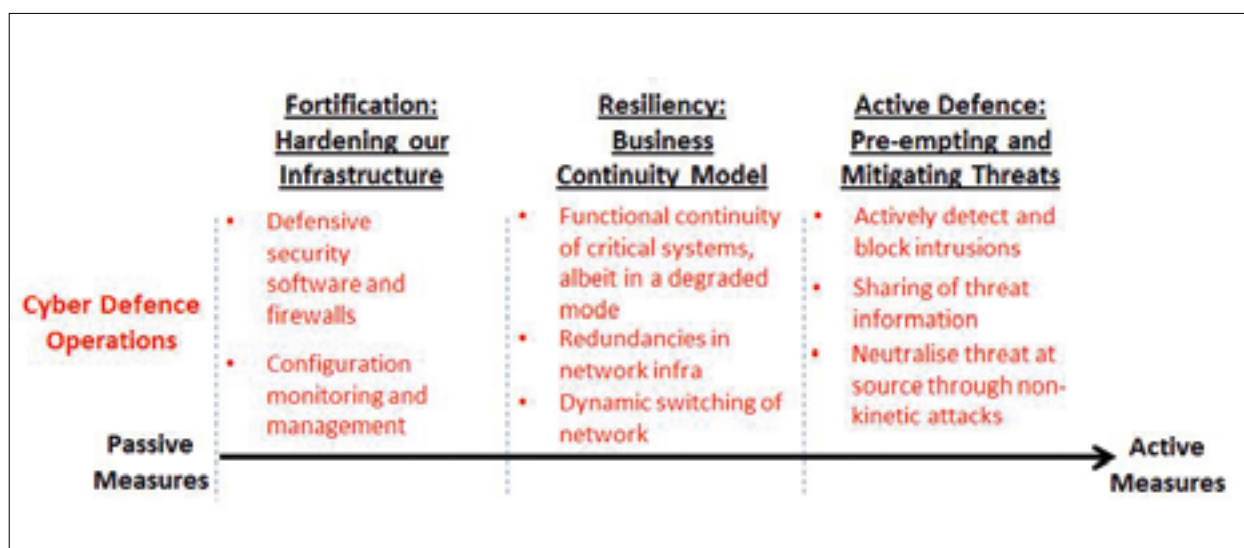 Fortification:
Hardening our
Infrastructure
Resiliency:
Business
Continuity Model
Active Defence:
Pre-empting and
Mitigating Threats
Cyber Defence
Operations
• Defensive
security
software and
firewalls
• Configuration
monitoring and
management
• Functional continuity
of critical systems,
albeit in a degraded
mode
• Redundancies in
network infra
• Dynamic switching of
network
• Actively detect and
block intrusions
• Sharing of threat
information
• Neutralise threat at
source through non-
kinetic attacks
Passive
Measures
Active
Measures